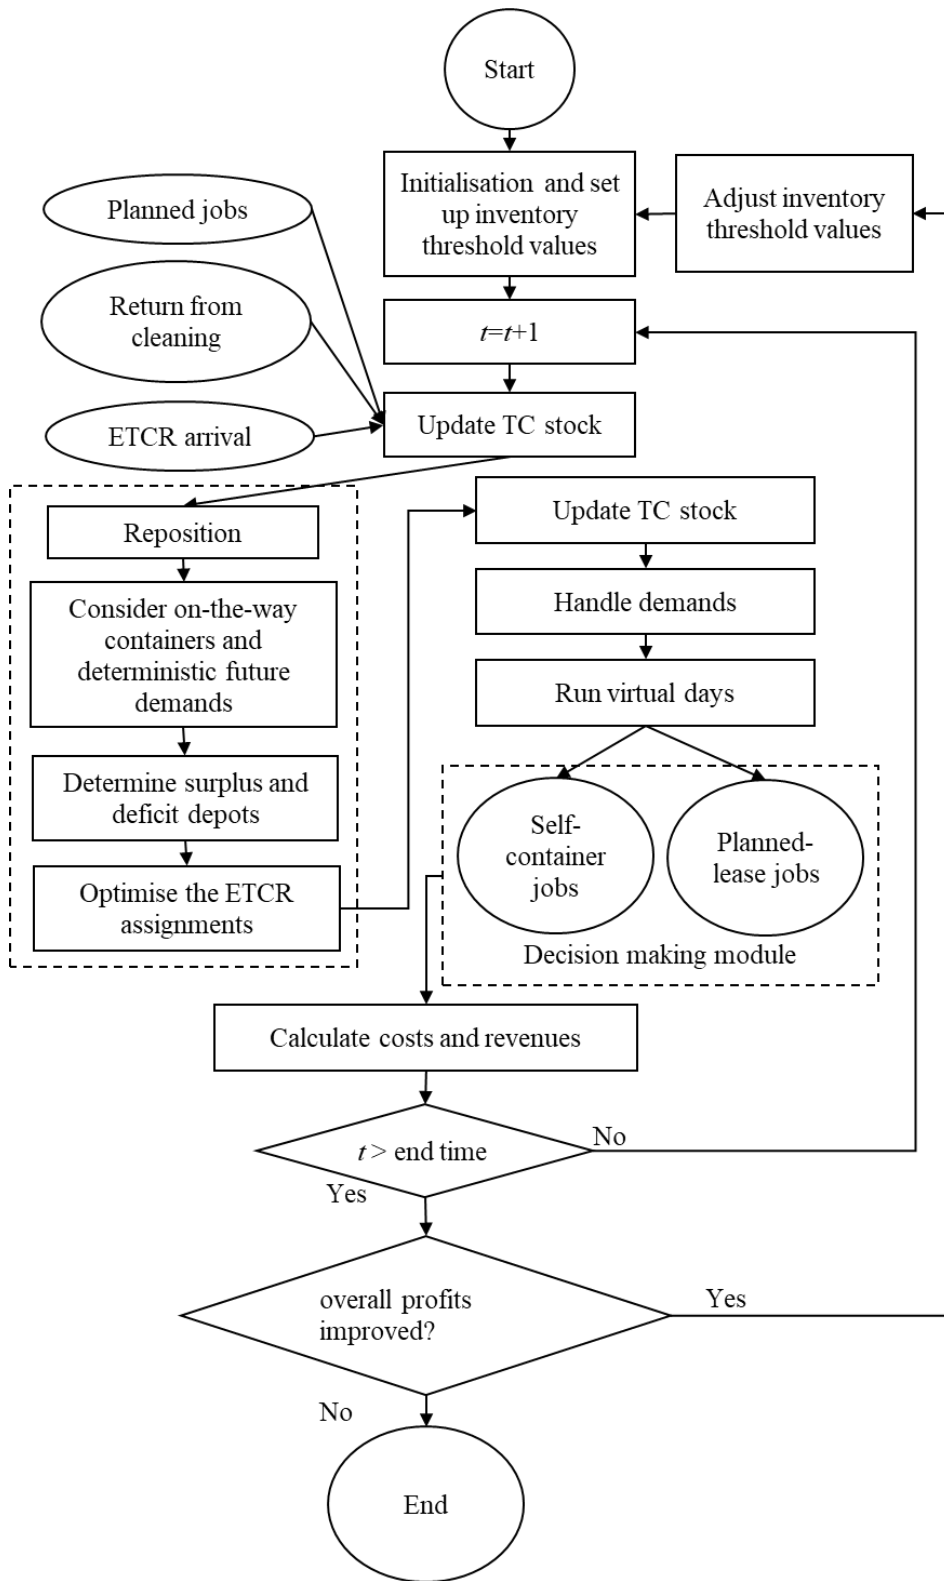 Start
Initialisation and set
up inventory
threshold values
Adjust inventory
threshold values
Planned jobs
Return from
cleaning
t=t+1
ETCR arrival
Update TC stock
Reposition
Consider on-the-way
containers and
deterministic future
demands
Determine surplus and
deficit depots
Optimise the ETCR
assignments
Update TC stock
Handle demands
Run virtual days
Self-
container
jobs
Planned-
lease jobs
Decision making module
Calculate costs and revenues
t > end time
No
Yes
overall profits
improved?
Yes
No
End